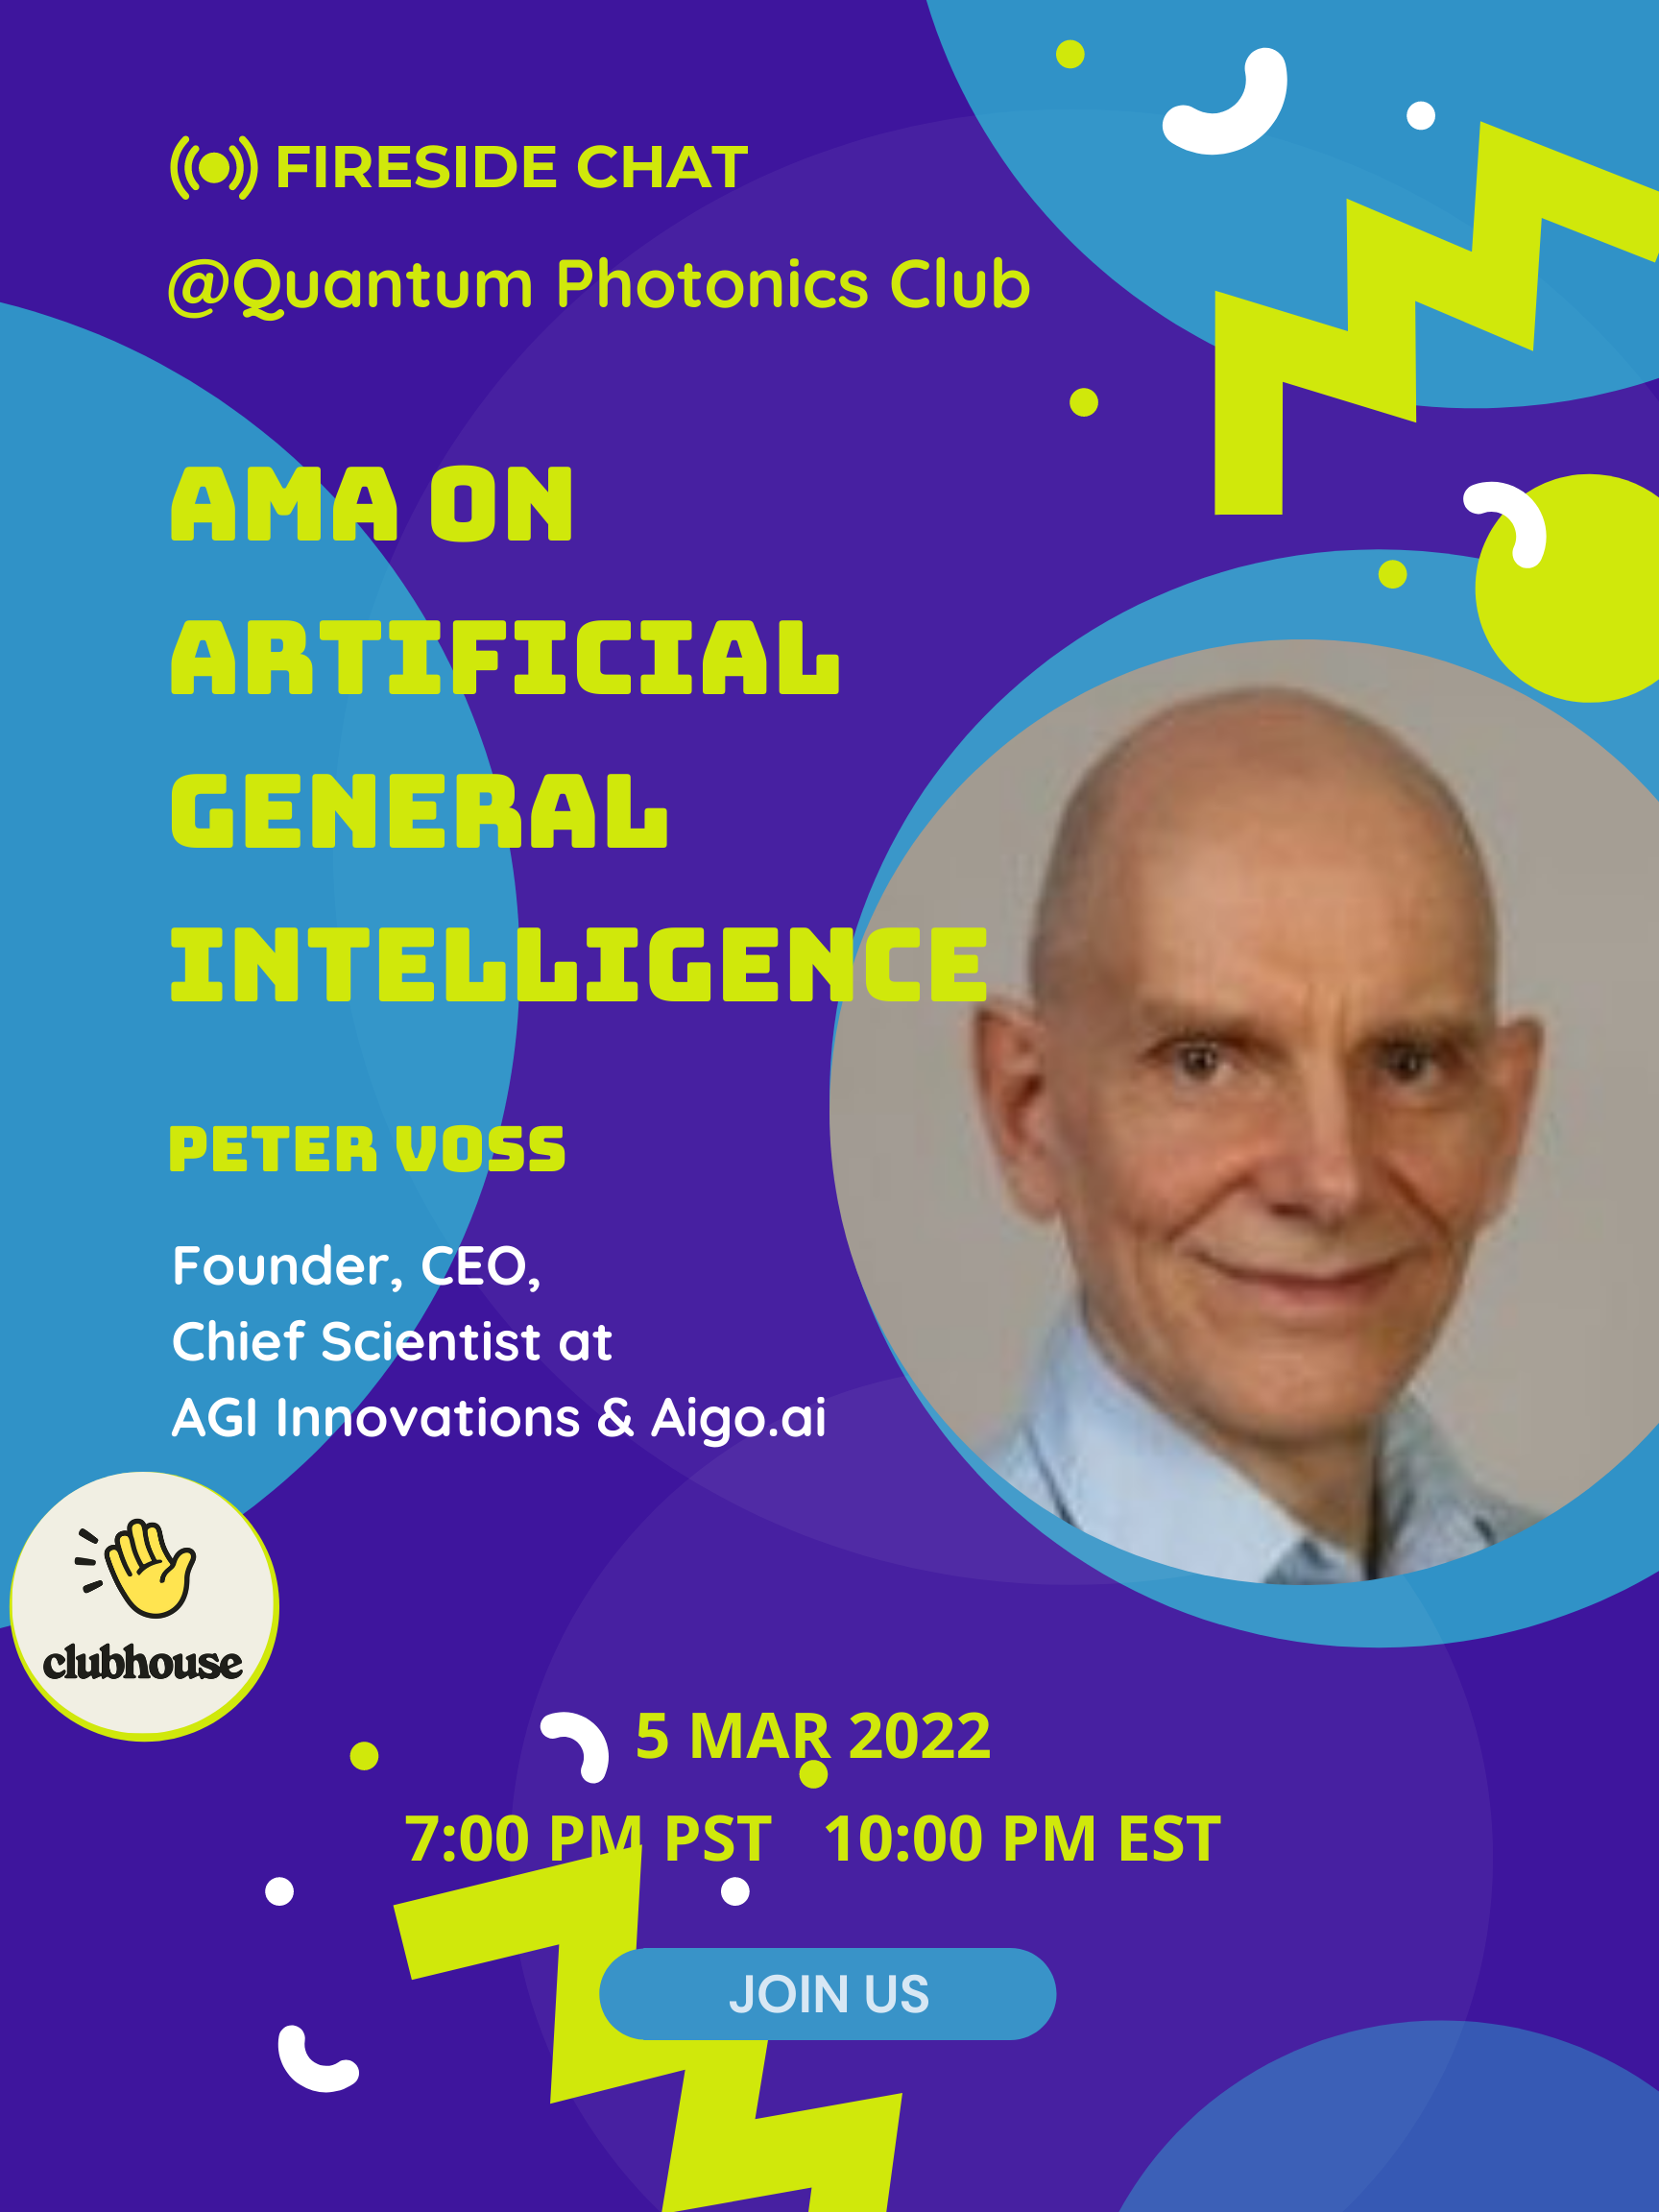 FIRESIDE CHAT
@Quantum Photonics Club
AMA ON
ARTIFICIAL
GENERAL
INTELLIGENCE
PETER VOSS
Founder, CEO,
Chief Scientist at
AGI Innovations & Aigo.ai
clubhouse
5 MAR 2022
7:00 PM PST 10:00 PM EST
JOIN US